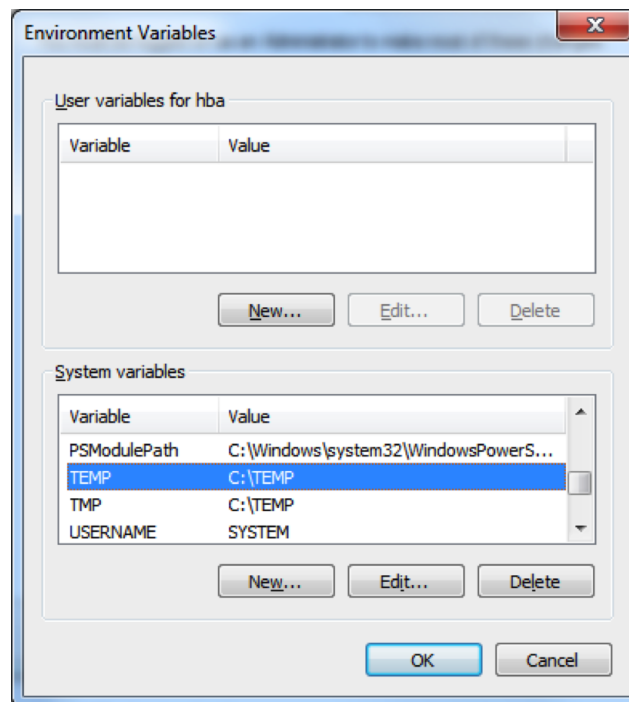 Environment Variables
User variables for hba
Variable Value
New... Edit... Delete
System variables
Variable Value
PSModulePath C:\Windows\system32\WindowsPowerS...
TEMP C:\TEMP
TMP C:\TEMP
USERNAME SYSTEM
New... Edit... Delete
OK Cancel